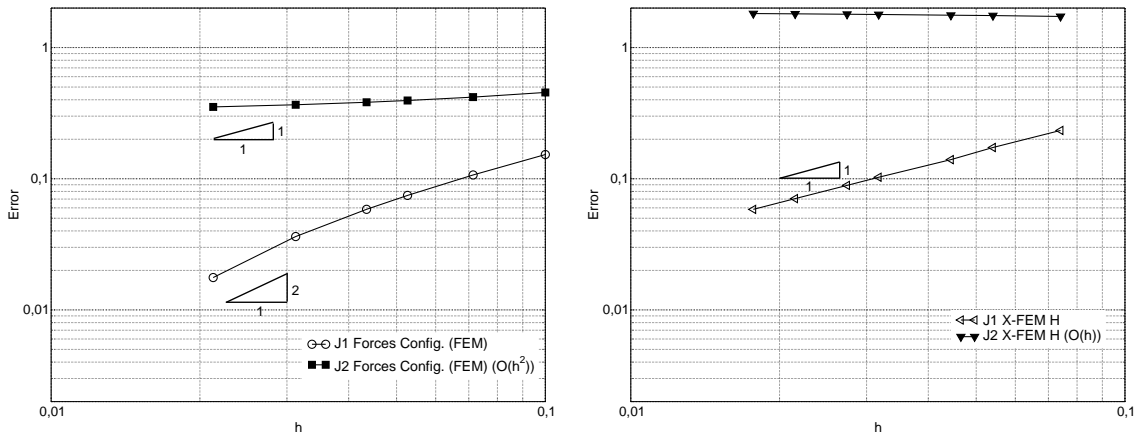 1
0,1
0,01
0,01
0,1
Error
h
1
1
1
2
J1 Forces Config. (FEM)
J2 Forces Config. (FEM) (O(h²))
1
0,1
0,01
0,01
0,1
Error
h
1
1
J1 X-FEM H
J2 X-FEM H (O(h))